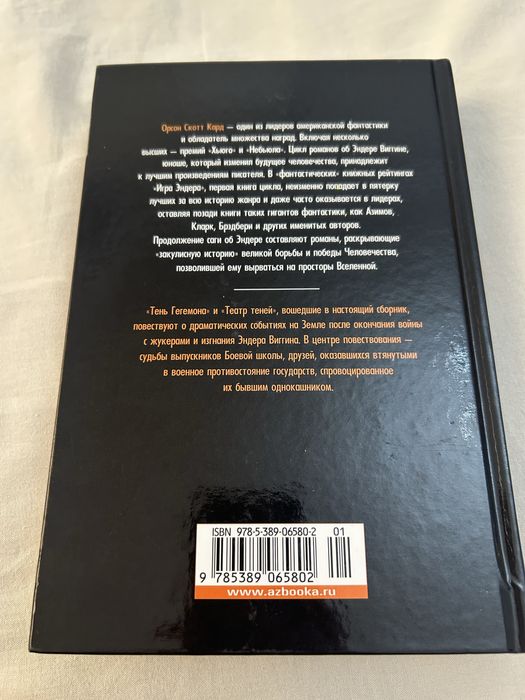 Орсон Скотт Кард — один из лидеров американской фантастики
и обладатель множества наград. Включая несколько
высших — премий «Хьюго» и «Небьюла». Цикл романов об Эндере Виггине,
юноше, который изменил будущее человечества, принадлежит
к лучшим произведениям писателя. В «фантастических» книжных рейтингах
«Игра Эндера», первая книга цикла, неизменно попадает в пятерку
лучших за всю историю жанра и даже часто оказывается в лидерах,
оставляя позади книги таких гигантов фантастики, как Азимов,
Кларк, Брэдбери и других именитых авторов.
Продолжение саги об Эндере составляют романы, раскрывающие
«закулисную историю» великой борьбы и победы Человечества,
позволившей ему вырваться на просторы Вселенной.
«Тень Гегемона» и «Театр теней», вошедшие в настоящий сборник,
повествуют о драматических событиях на Земле после окончания войны
с жукерами и изгнания Эндера Виггина. В центре повествования —
судьбы выпускников Боевой школы, друзей, оказавшихся втянутыми
в военное противостояние государств, спровоцированное
их бывшим однокашником.
ISBN 978-5-389-06580-2 01
9 785389 065802
www.azbooka.ru